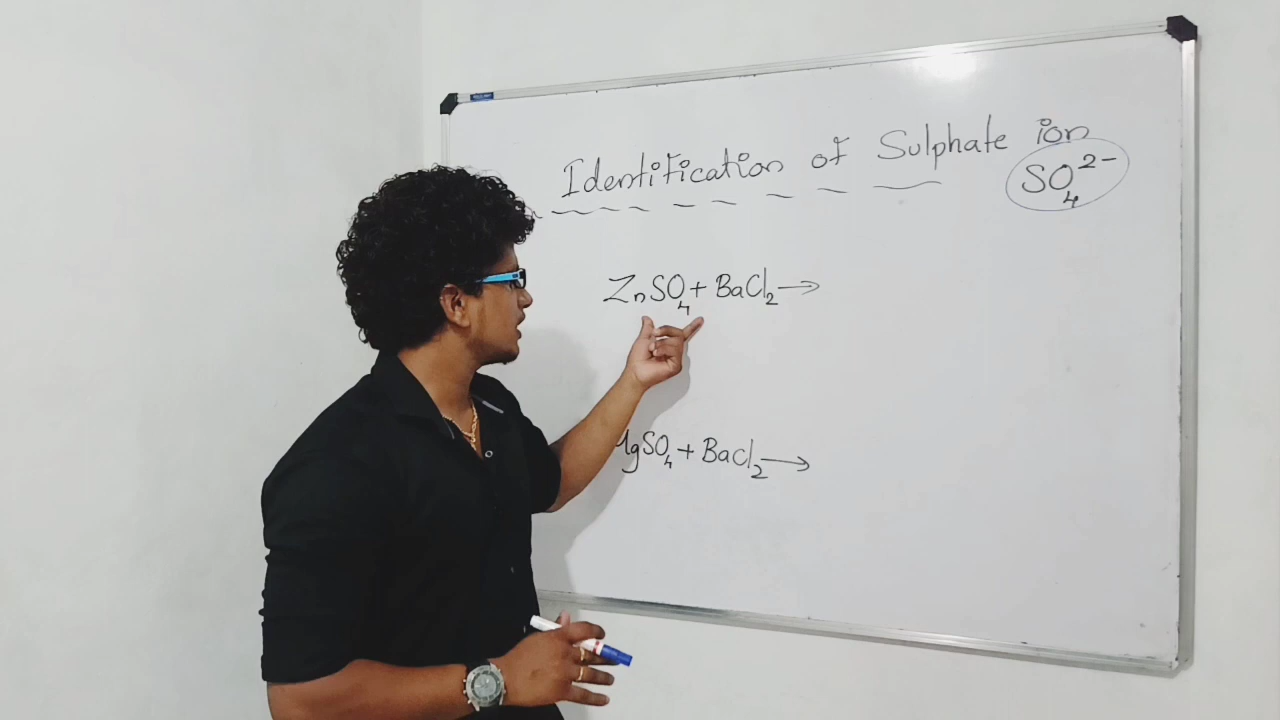 Identification of Sulphate ion
SO₄²⁻
ZnSO₄ + BaCl₂ →
MgSO₄ + BaCl₂ →